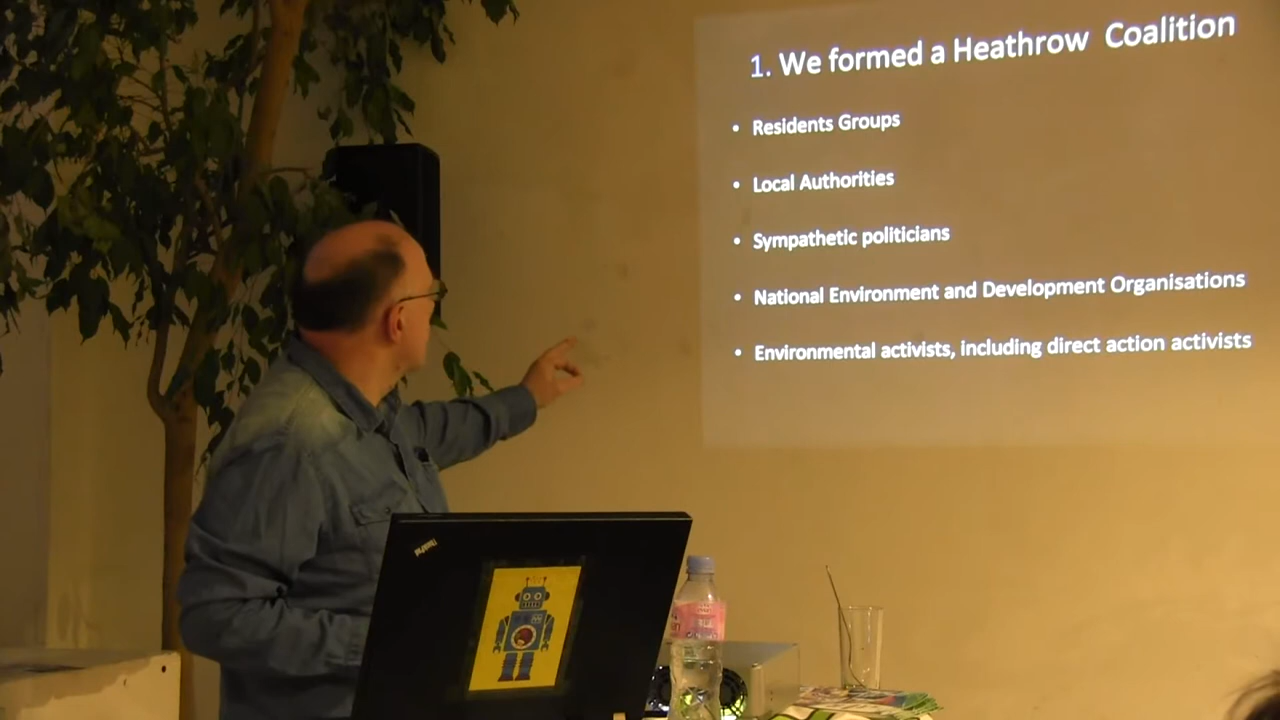 1. We formed a Heathrow Coalition
• Residents Groups
• Local Authorities
• Sympathetic politicians
• National Environment and Development Organisations
• Environmental activists, including direct action activists
ThinkPad